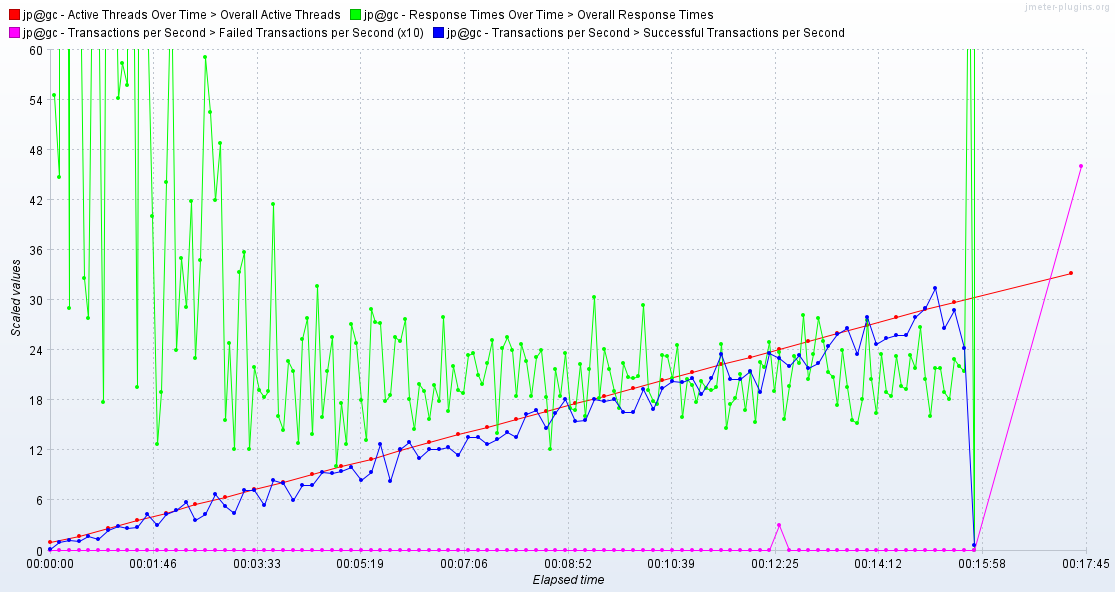 jmeter-plugins.org
jp@gc - Active Threads Over Time > Overall Active Threads jp@gc - Response Times Over Time > Overall Response Times
jp@gc - Transactions per Second > Failed Transactions per Second (x10) jp@gc - Transactions per Second > Successful Transactions per Second
60
54
48
42
36
30
24
18
12
6
0
Scaled values
00:00:00 00:01:46 00:03:33 00:05:19 00:07:06 00:08:52 00:10:39 00:12:25 00:14:12 00:15:58 00:17:45
Elapsed time